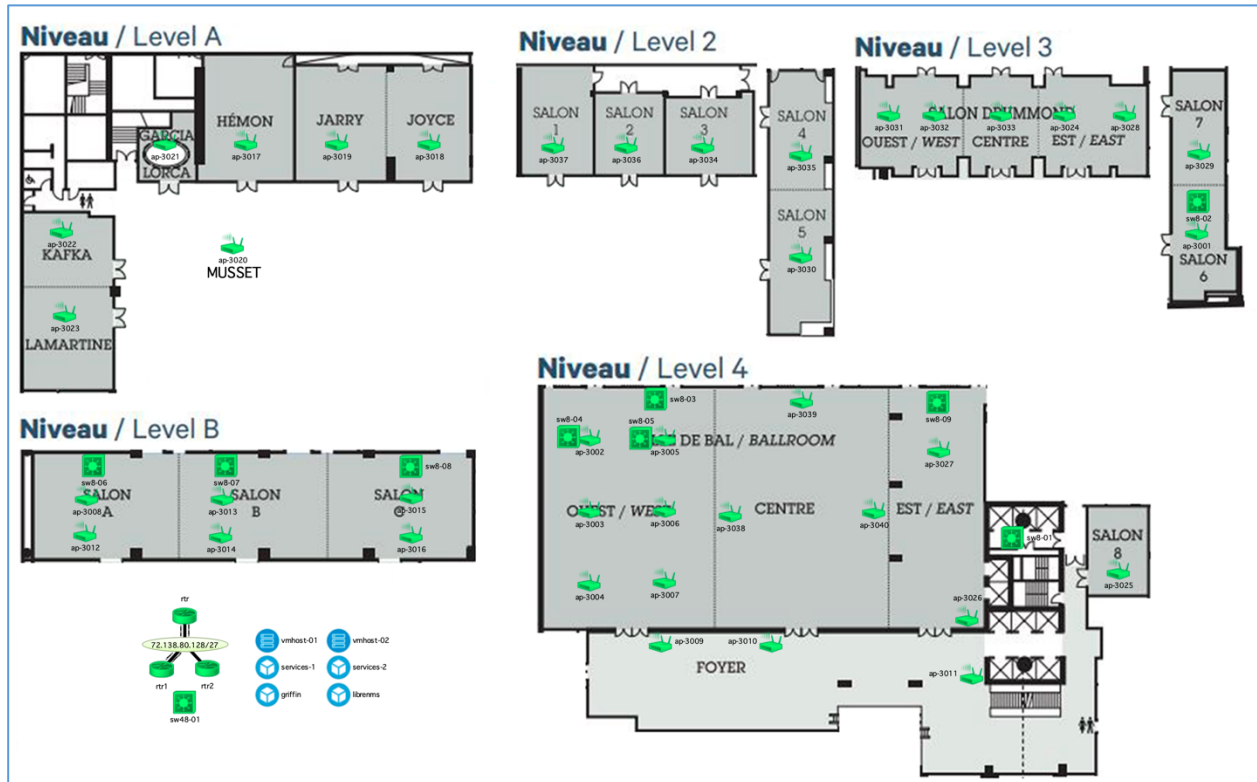 Niveau / Level A
GARCIA
ap-3021
LORCA
HÉMON
ap-3017
JARRY
ap-3019
JOYCE
ap-3018
ap-3022
KAFKA
ap-3023
LAMARTINE
ap-3020
MUSSET
Niveau / Level 2
SALON
1
ap-3037
SALON
2
ap-3036
SALON
3
ap-3034
SALON
4
ap-3035
SALON
5
ap-3030
Niveau / Level 3
SALON DRUMMOND
ap-3031
ap-3032
ap-3033
ap-3024
ap-3028
OUEST / WEST
CENTRE
EST / EAST
SALON
7
ap-3029
sw8-02
ap-3001
SALON
6
Niveau / Level B
sw8-06
SALON
ap-3008
A
ap-3012
sw8-07
SALON
ap-3013
B
ap-3014
sw8-08
SALON
ap-3015
ap-3016
Niveau / Level 4
sw8-03
sw8-04
sw8-05
ap-3039
sw8-09
DE BAL / BALLROOM
ap-3002
ap-3005
ap-3027
OUEST / WEST
ap-3003
ap-3006
ap-3038
CENTRE
ap-3040
EST / EAST
sw8-01
SALON
8
ap-3025
ap-3004
ap-3007
ap-3026
ap-3009
ap-3010
FOYER
ap-3011
rtr
72.138.80.128/27
rtr1
rtr2
sw48-01
vmhost-01
vmhost-02
services-1
services-2
griffin
librenms